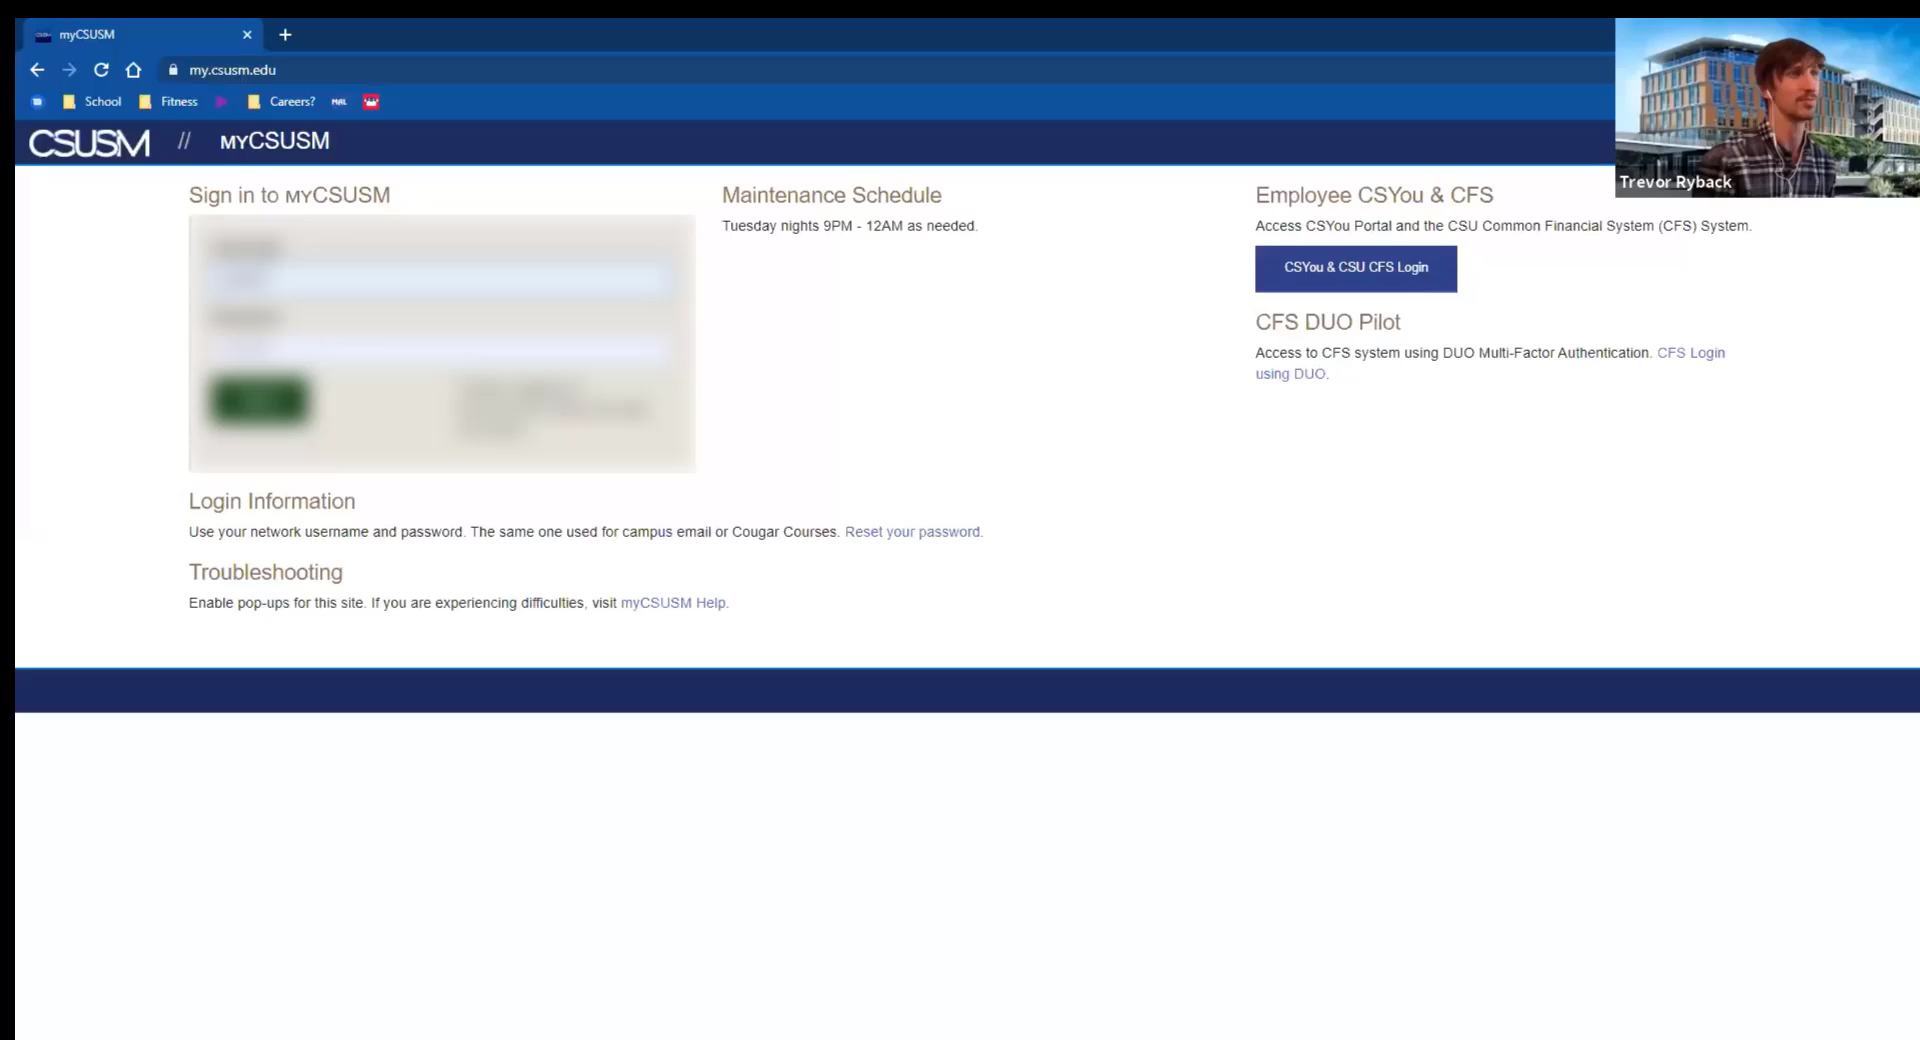 myCSUSM
my.csusm.edu
School
Fitness
Careers?
MAL
CSUSM // MYCSUSM
Trevor Ryback
Sign in to MYCSUSM
Login Information
Use your network username and password. The same one used for campus email or Cougar Courses. Reset your password.
Troubleshooting
Enable pop-ups for this site. If you are experiencing difficulties, visit myCSUSM Help.
Maintenance Schedule
Tuesday nights 9PM - 12AM as needed.
Employee CSYou & CFS
Access CSYou Portal and the CSU Common Financial System (CFS) System.
CSYou & CSU CFS Login
CFS DUO Pilot
Access to CFS system using DUO Multi-Factor Authentication. CFS Login
using DUO.